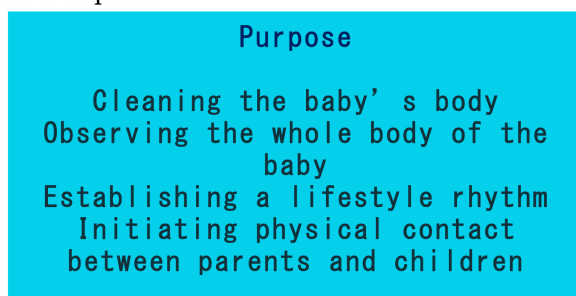 Purpose
Cleaning the baby’s body
Observing the whole body of the
baby
Establishing a lifestyle rhythm
Initiating physical contact
between parents and children